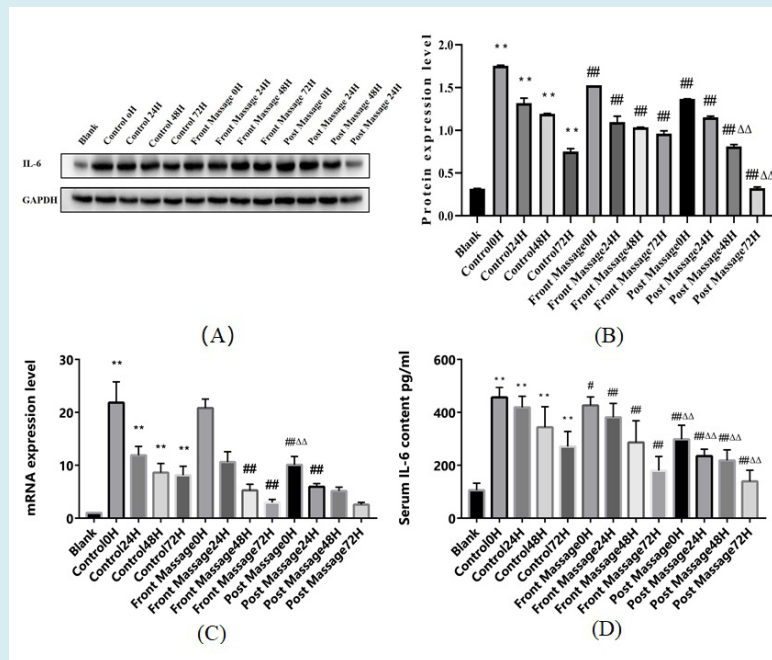 Blank
Control oH
Control 24H
Control 48H
Control 72H
Front Massage 0H
Front Massage 24H
Front Massage 48H
Front Massage 72H
Post Massage 0H
Post Massage 24H
Post Massage 48H
Post Massage 24H
IL-6
GAPDH
(A)
Protein expression level
2.0
1.5
1.0
0.5
0.0
**
**
**
**
##
##
##
##
##
##
##ΔΔ
##ΔΔ
Blank
Control0H
Control24H
Control48H
Control72H
Front Massage0H
Front Massage24H
Front Massage48H
Front Massage72H
Post Massage0H
Post Massage24H
Post Massage48H
Post Massage72H
(B)
mRNA expression level
30
20
10
0
**
**
**
**
##
##
##ΔΔ
##
Blank
Control0H
Control24H
Control48H
Control72H
Front Massage0H
Front Massage24H
Front Massage48H
Front Massage72H
Post Massage0H
Post Massage24H
Post Massage48H
Post Massage72H
(C)
Serum IL-6 content pg/ml
600
400
200
0
**
**
**
**
#
##
##
##
##ΔΔ
##ΔΔ
##ΔΔ
##ΔΔ
Blank
Control0H
Control24H
Control48H
Control72H
Front Massage0H
Front Massage24H
Front Massage48H
Front Massage72H
Post Massage0H
Post Massage24H
Post Massage48H
Post Massage72H
(D)